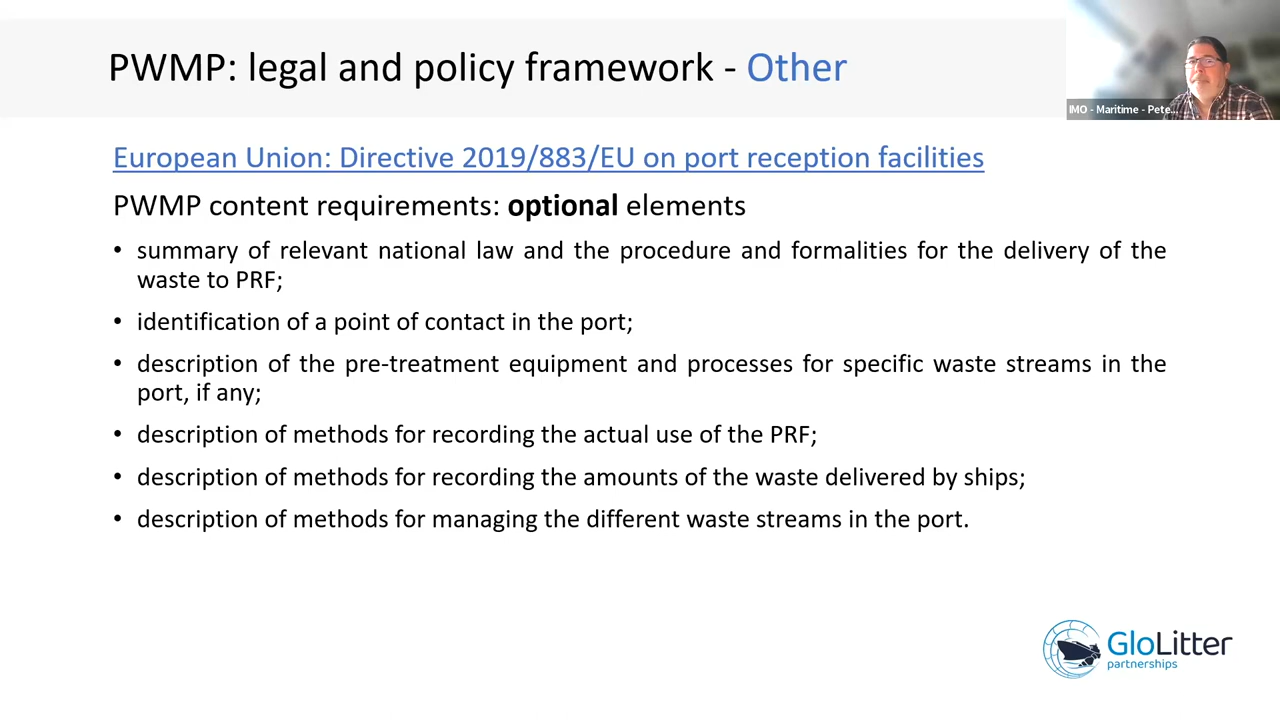 PWMP: legal and policy framework - Other
IMO - Maritime - Pete...
European Union: Directive 2019/883/EU on port reception facilities
PWMP content requirements: optional elements
• summary of relevant national law and the procedure and formalities for the delivery of the
waste to PRF;
• identification of a point of contact in the port;
• description of the pre-treatment equipment and processes for specific waste streams in the
port, if any;
• description of methods for recording the actual use of the PRF;
• description of methods for recording the amounts of the waste delivered by ships;
• description of methods for managing the different waste streams in the port.
GloLitter
partnerships